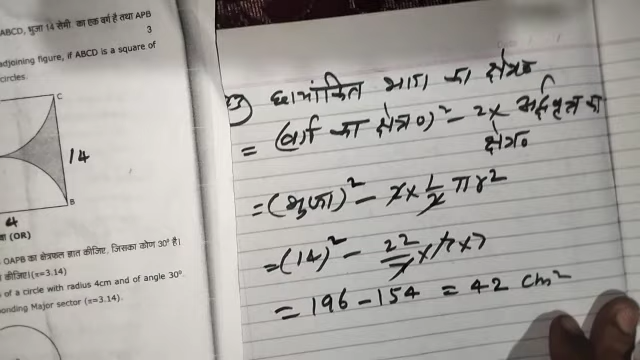 ABCD, भुजा 14 सेमी. का एक वर्ग है तथा APB
3
adjoining figure, if ABCD is a square of
circles.
C
14
B
(OR)
OAPB का क्षेत्रफल ज्ञात कीजिए, जिसका कोण 30° है।
कीजिए।(π=3.14)
of a circle with radius 4cm and of angle 30°.
onding Major sector (π=3.14).
छायांकित भाग का क्षेत्र०
= (वर्ग का क्षेत्र०)² - 2x अर्द्धवृत्त का
क्षेत्र०
= (भुजा)² - 2 x 1/2 πr²
= (14)² - 22/7 x 7 x 7
= 196 - 154 = 42 cm²